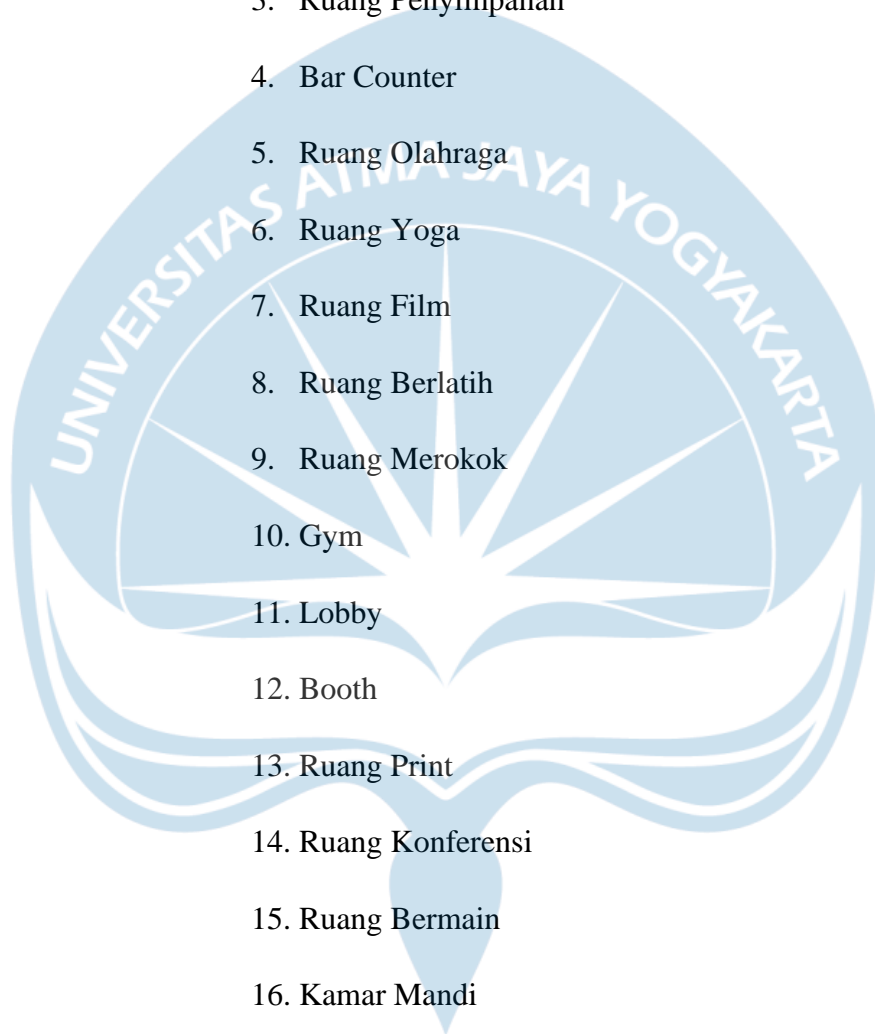 3. Ruang Penyimpanan
4. Bar Counter
5. Ruang Olahraga
UNIVERSITAS ATMA JAYA YOGYAKARTA
6. Ruang Yoga
7. Ruang Film
8. Ruang Berlatih
9. Ruang Merokok
10. Gym
11. Lobby
12. Booth
13. Ruang Print
14. Ruang Konferensi
15. Ruang Bermain
16. Kamar Mandi